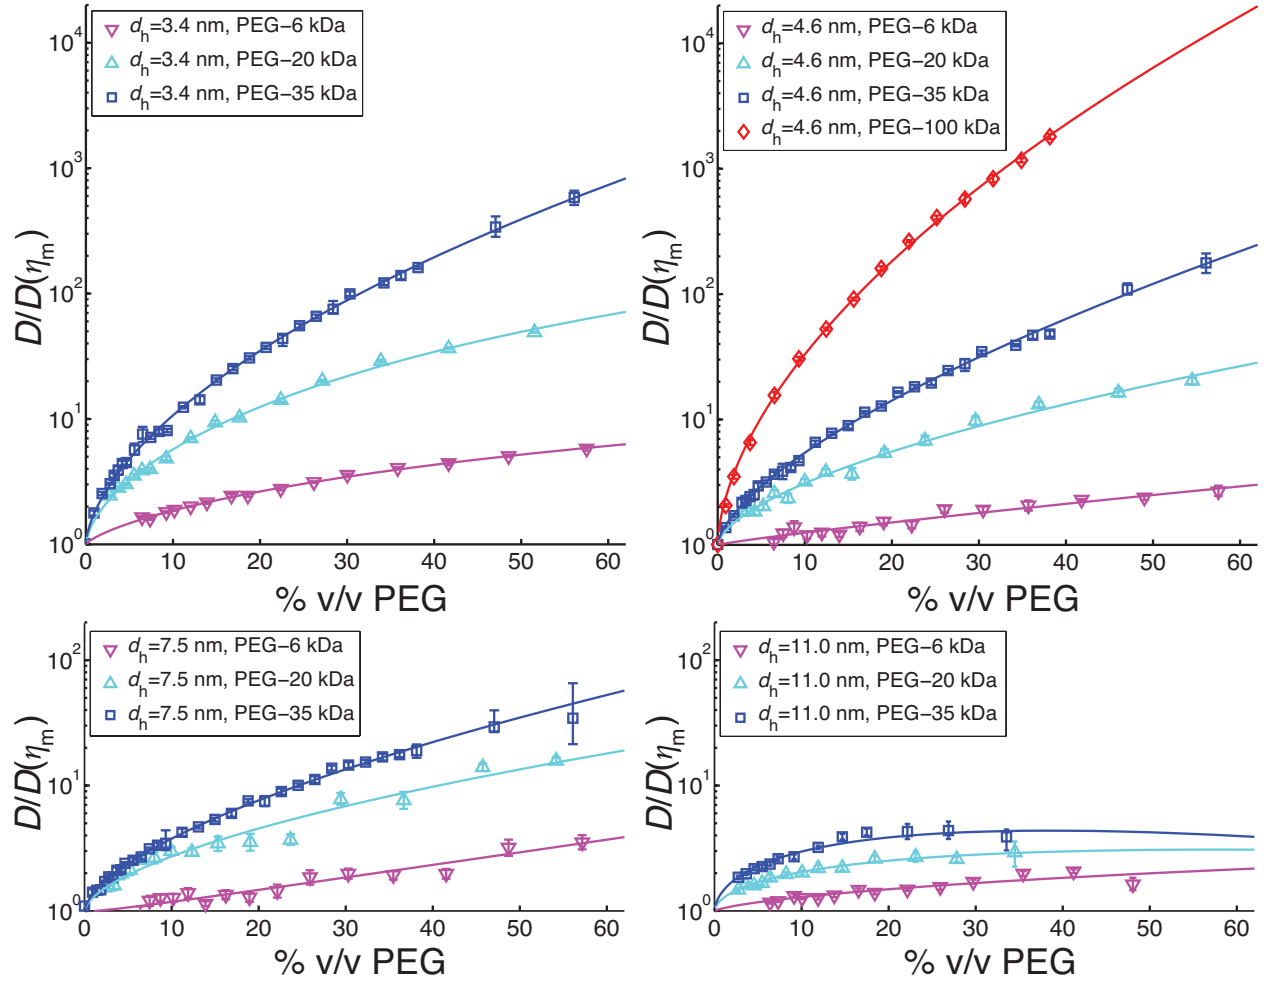 d_h=3.4 nm, PEG−6 kDa
d_h=3.4 nm, PEG−20 kDa
d_h=3.4 nm, PEG−35 kDa
10^4
10^3
10^2
10^1
10^0
D/D(η_m)
0 10 20 30 40 50 60
% v/v PEG
d_h=4.6 nm, PEG−6 kDa
d_h=4.6 nm, PEG−20 kDa
d_h=4.6 nm, PEG−35 kDa
d_h=4.6 nm, PEG−100 kDa
10^4
10^3
10^2
10^1
10^0
D/D(η_m)
0 10 20 30 40 50 60
% v/v PEG
d_h=7.5 nm, PEG−6 kDa
d_h=7.5 nm, PEG−20 kDa
d_h=7.5 nm, PEG−35 kDa
10^2
10^1
10^0
D/D(η_m)
0 10 20 30 40 50 60
% v/v PEG
d_h=11.0 nm, PEG−6 kDa
d_h=11.0 nm, PEG−20 kDa
d_h=11.0 nm, PEG−35 kDa
10^2
10^1
10^0
D/D(η_m)
0 10 20 30 40 50 60
% v/v PEG